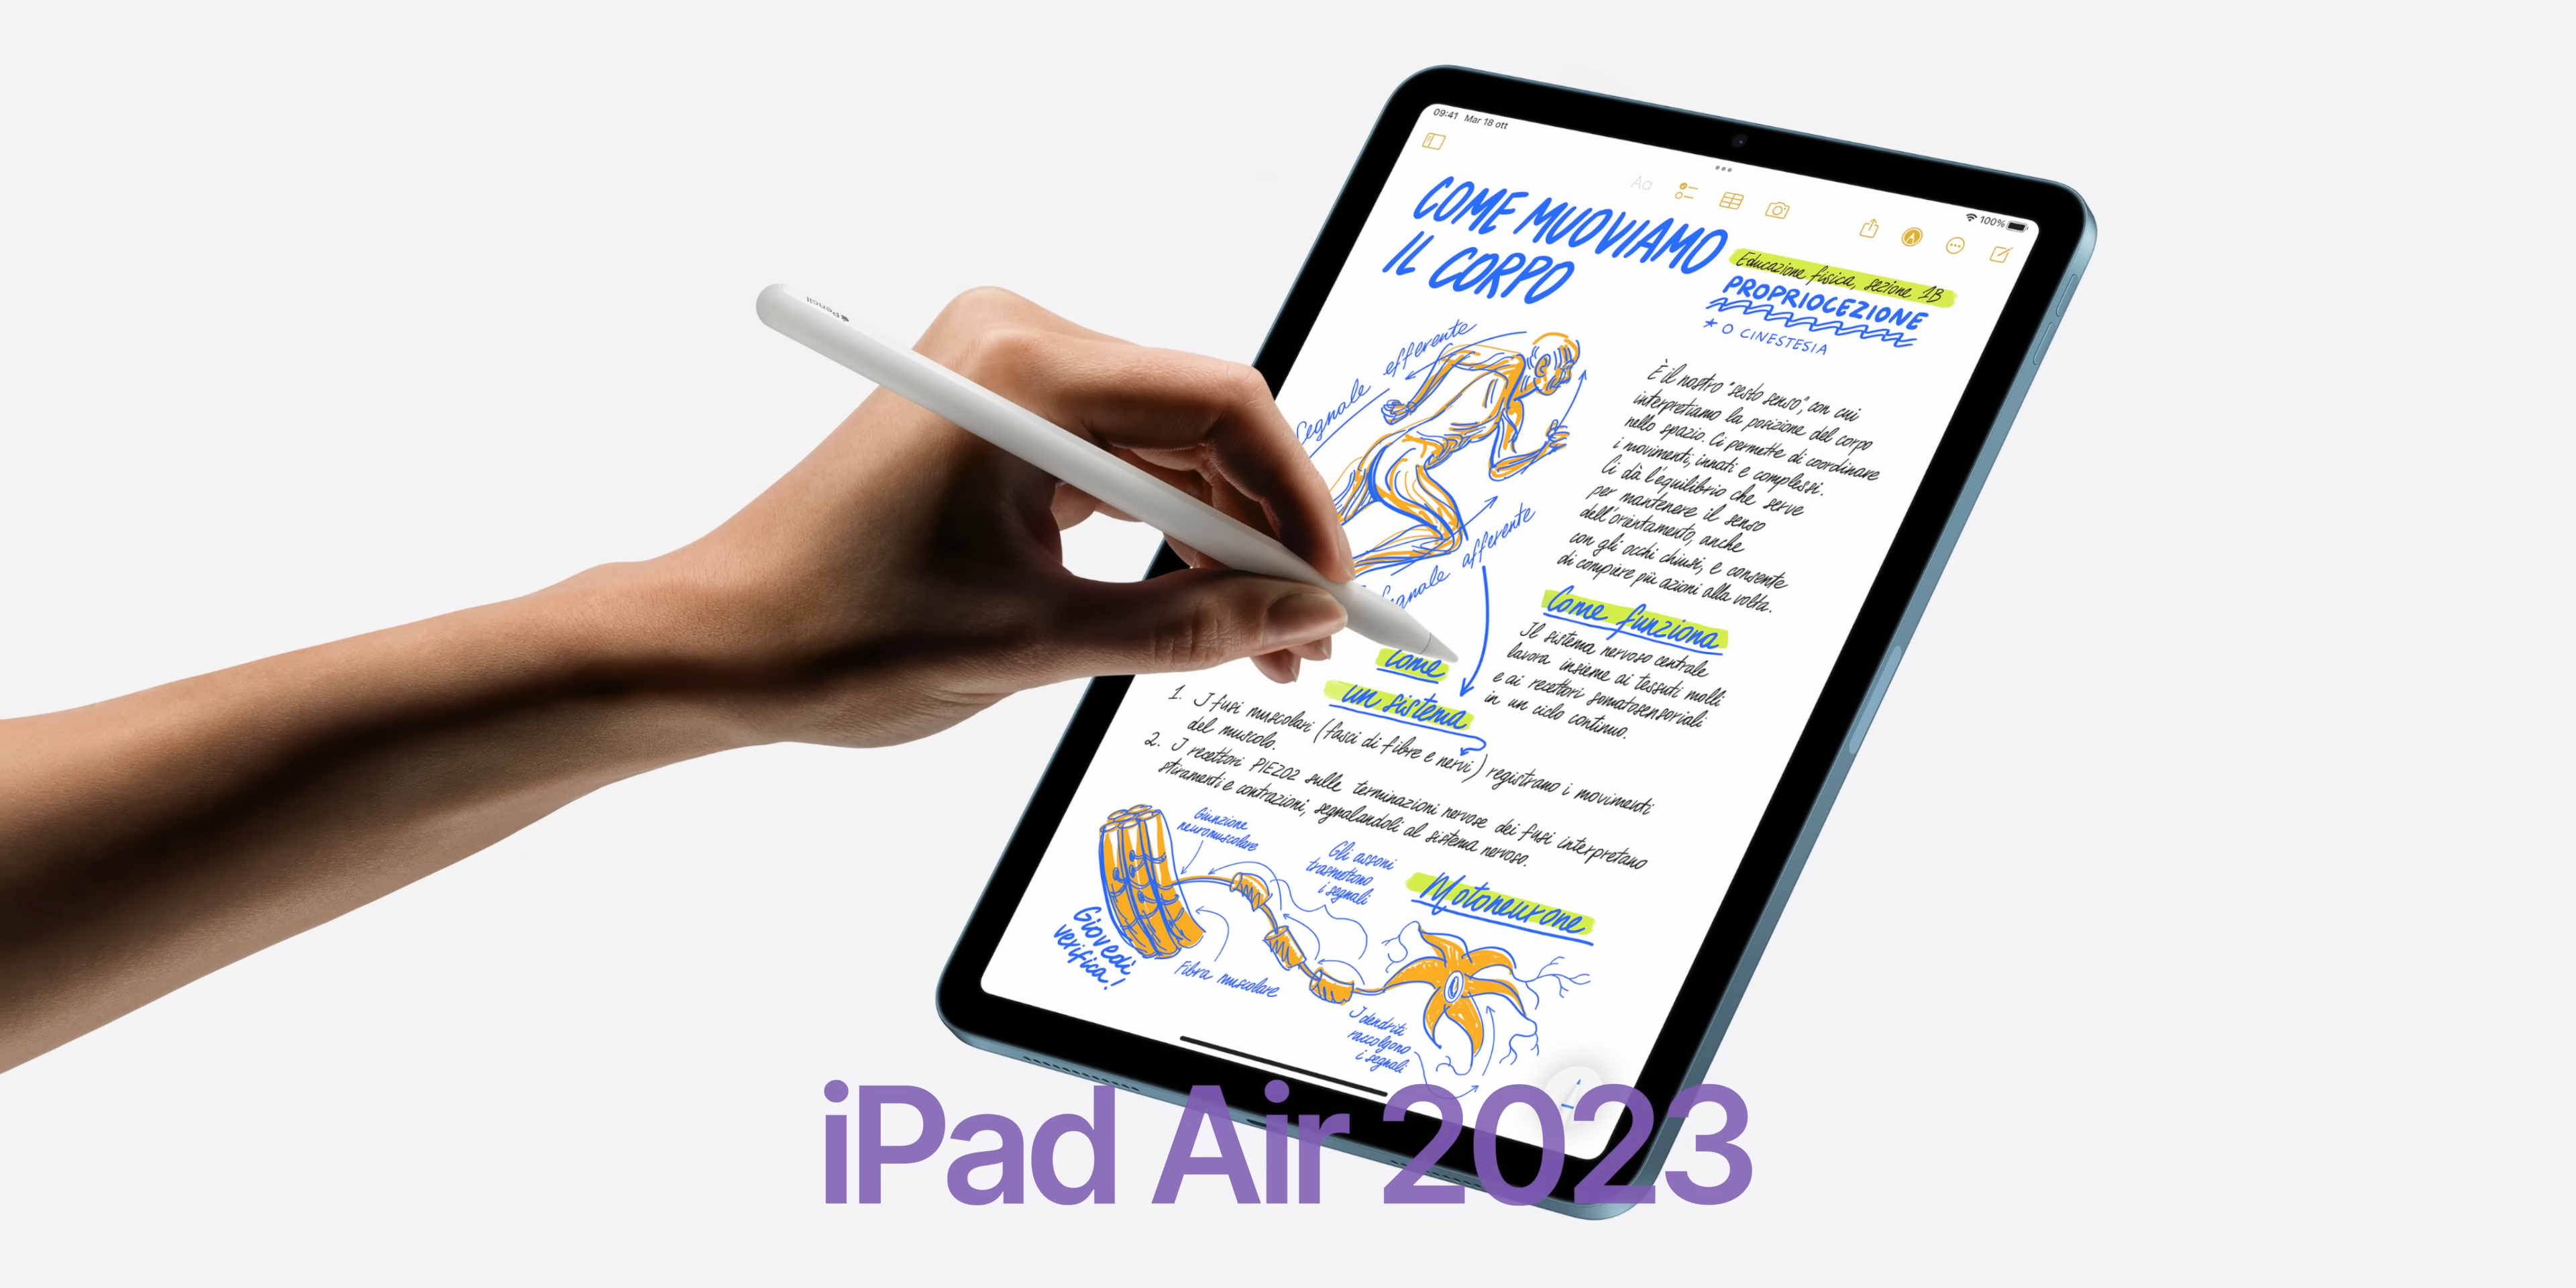 09:41 Mar 18 ott
100%
Aa
COME MUOVIAMO
IL CORPO
Educazione fisica, sezione 1B
PROPRIOCEZIONE
* O CINESTESIA
Segnale efferente
È il nostro "sesto senso", con cui
interpretiamo la posizione del corpo
nello spazio. Ci permette di coordinare
i movimenti, innati e complessi.
Ci dà l'equilibrio che serve
per mantenere il senso
dell'orientamento, anche
con gli occhi chiusi, e consente
di compiere più azioni alla volta.
afferente
Pencil
Come funziona
Il sistema nervoso centrale
lavora insieme ai tessuti molli
e ai recettori somatosensoriali
in un ciclo continuo.
Come
un sistema
1. I fusi muscolari (fasci di fibre e nervi) registrano i movimenti
del muscolo.
2. I recettori PIEZO2 sulle terminazioni nervose dei fusi interpretano
stiramenti e contrazioni, segnalandoli al sistema nervoso.
Giunzione
neuromuscolare
Gli assoni
trasmettono
i segnali
Motoneurone
Giovedì
verifica!
Fibra muscolare
I dendriti
raccolgono
i segnali
iPad Air 2023